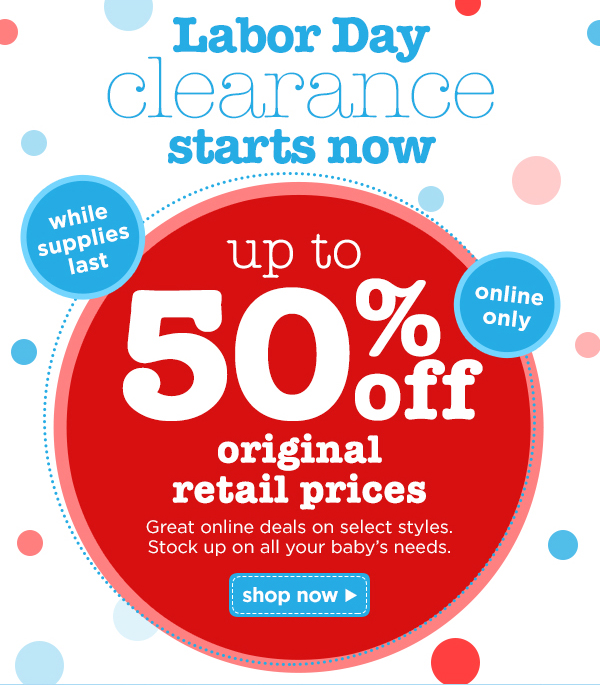 Labor Day
clearance
starts now
while
supplies
last
up to
50% off
online
only
original
retail prices
Great online deals on select styles.
Stock up on all your baby's needs.
shop now ►